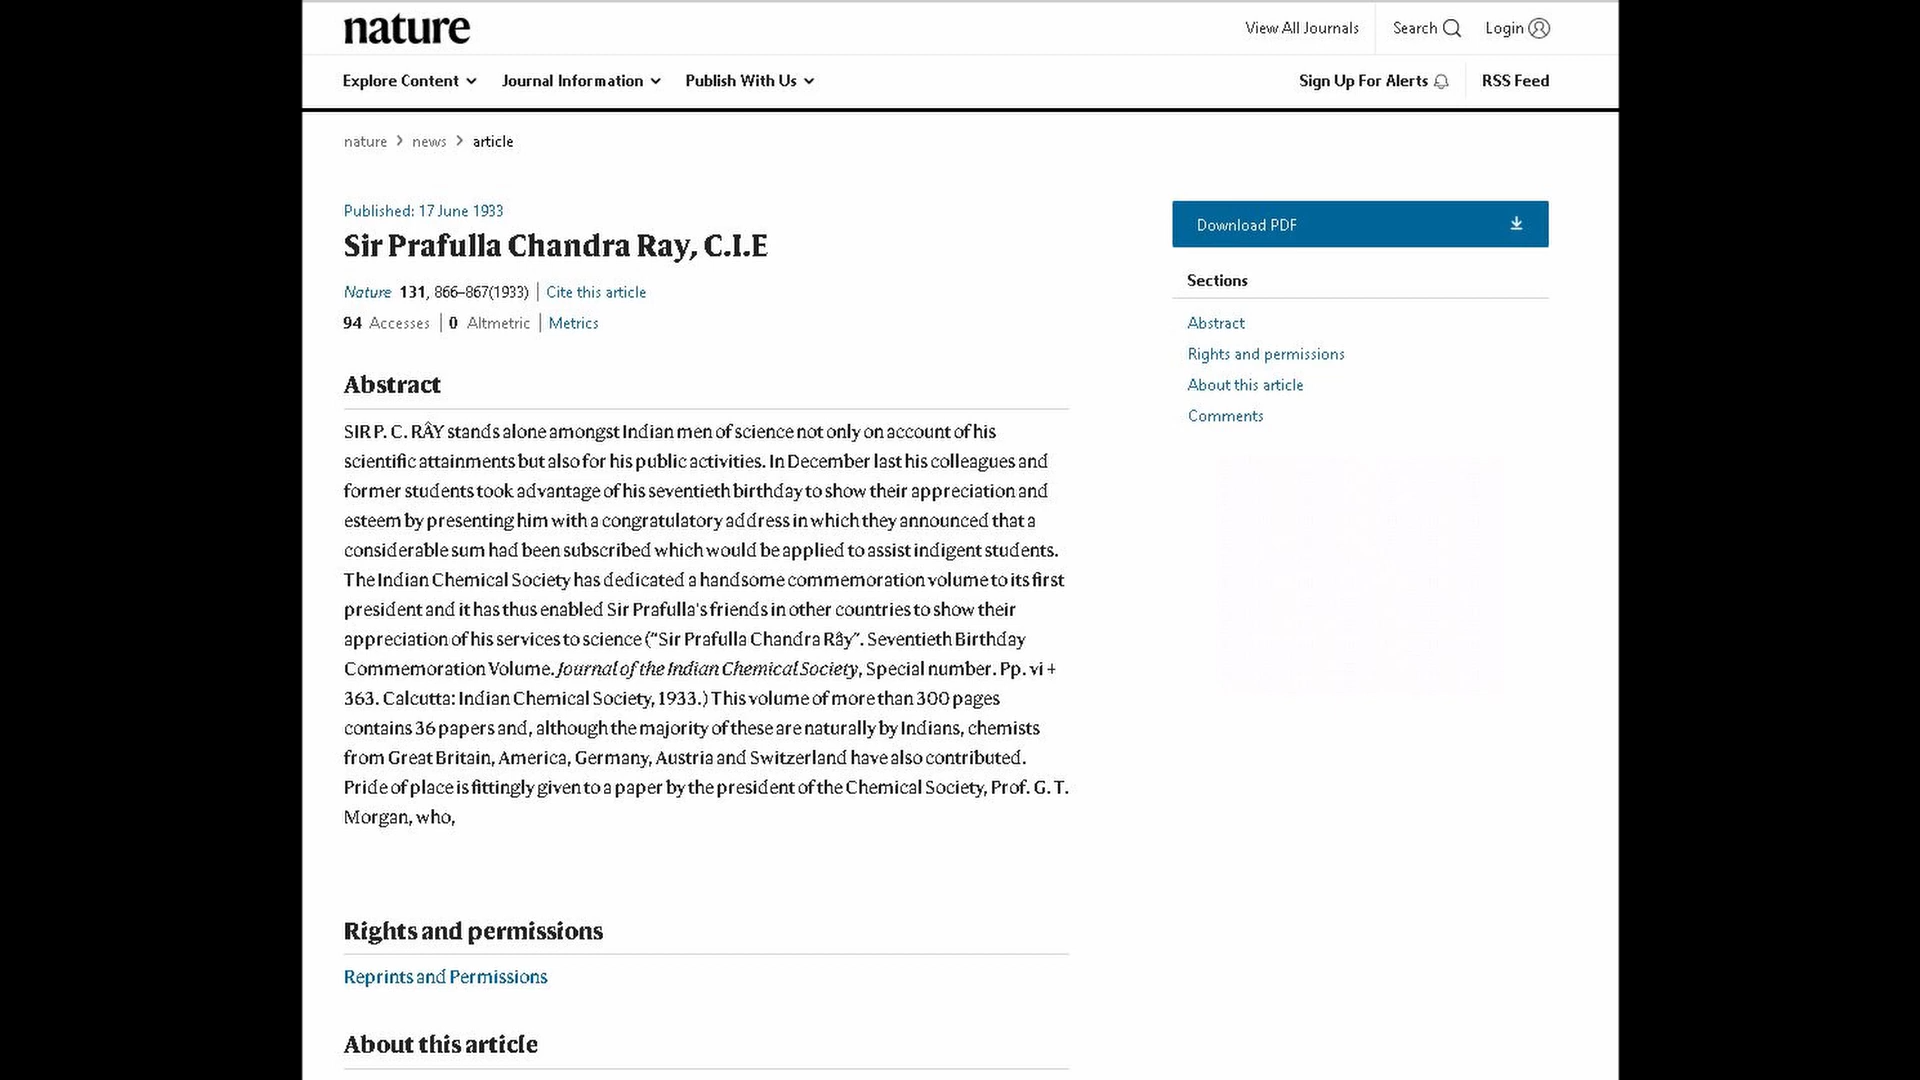 nature
View All Journals
Search
Login
Explore Content
Journal Information
Publish With Us
Sign Up For Alerts
RSS Feed
nature > news > article
Published: 17 June 1933
Sir Prafulla Chandra Ray, C.I.E
Nature 131, 866–867(1933) | Cite this article
94 Accesses | 0 Altmetric | Metrics
Abstract
SIR P. C. RÂY stands alone amongst Indian men of science not only on account of his
scientific attainments but also for his public activities. In December last his colleagues and
former students took advantage of his seventieth birthday to show their appreciation and
esteem by presenting him with a congratulatory address in which they announced that a
considerable sum had been subscribed which would be applied to assist indigent students.
The Indian Chemical Society has dedicated a handsome commemoration volume to its first
president and it has thus enabled Sir Prafulla's friends in other countries to show their
appreciation of his services to science (“Sir Prafulla Chandra Rây”. Seventieth Birthday
Commemoration Volume. Journal of the Indian Chemical Society, Special number. Pp. vi +
363. Calcutta: Indian Chemical Society, 1933.) This volume of more than 300 pages
contains 36 papers and, although the majority of these are naturally by Indians, chemists
from Great Britain, America, Germany, Austria and Switzerland have also contributed.
Pride of place is fittingly given to a paper by the president of the Chemical Society, Prof. G. T.
Morgan, who,
Rights and permissions
Reprints and Permissions
About this article
Download PDF
Sections
Abstract
Rights and permissions
About this article
Comments